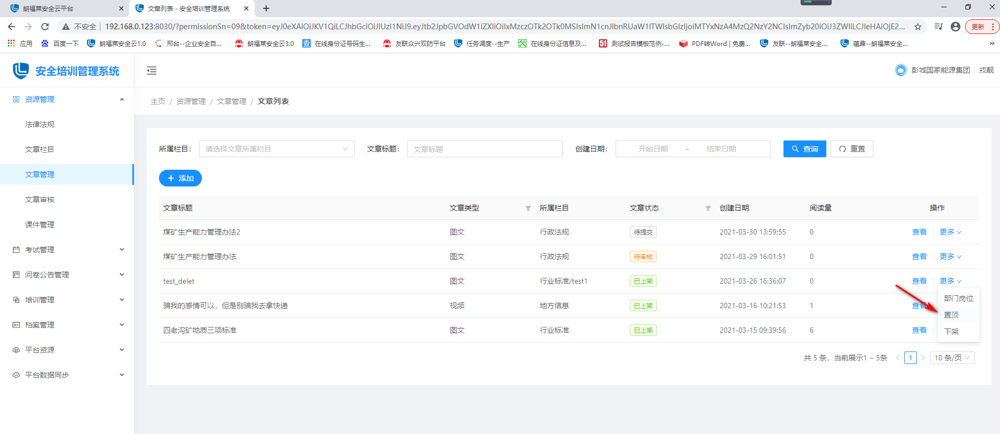 朗福莱安全云平台
文章列表 - 安全培训管理系统
不安全 192.168.0.123:8030/?permissionSn=09&token=eyJ0eXAiOiJKV1QiLCJhbGciOiJIUzI1NiJ9.eyJtb2JpbGVOdW1iZXIiOiIxMzczOTk2OTk0MSIsImN1cnJlbnRUaW1lTWlsbGlzIjoiMTYxNzA4MzQ2NzY2NCIsImZyb20iOiJ3ZWIiLCJleHAiOjE2...
更新
应用
百度一下
朗福莱安全云1.0
邢台--企业安全自...
朗福莱安全云3.0
查 在线身份证号码生...
友联众兴双防平台
任务调度--生产
在线身份证信息及...
51 测试报告模板范例-...
PDF转Word | 免费...
友联--朗福莱安全...
蕴鼎--朗福莱安全...
»
安全培训管理系统
彭城国家能源集团
戎靓
资源管理
法律法规
文章栏目
文章管理
文章审核
课件管理
考试管理
问卷公告管理
培训管理
档案管理
平台资源
平台数据同步
主页 / 资源管理 / 文章管理 / 文章列表
所属栏目： 请选择文章所属栏目 文章标题： 文章标题 创建日期： 开始日期 ~ 结束日期 查询 重置
+ 添加
文章标题 文章类型 所属栏目 文章状态 创建日期 阅读量 操作
煤矿生产能力管理办法2 图文 行政法规 待提交 2021-03-30 13:59:55 0 查看 更多
煤矿生产能力管理办法 图文 行政法规 待审核 2021-03-29 16:01:51 0 查看 更多
test_delet 图文 行业标准/test1 已上架 2021-03-26 16:36:07 0 查看 更多
骗我的感情可以，但是别骗我去拿快递 视频 地方信息 已上架 2021-03-16 10:21:53 1 查看
四老沟矿地质三项标准 图文 行业标准 已上架 2021-03-15 09:39:56 6 查看
部门岗位
置顶
下架
共 5 条，当前展示1 ~ 5条 < 1 > 10 条/页